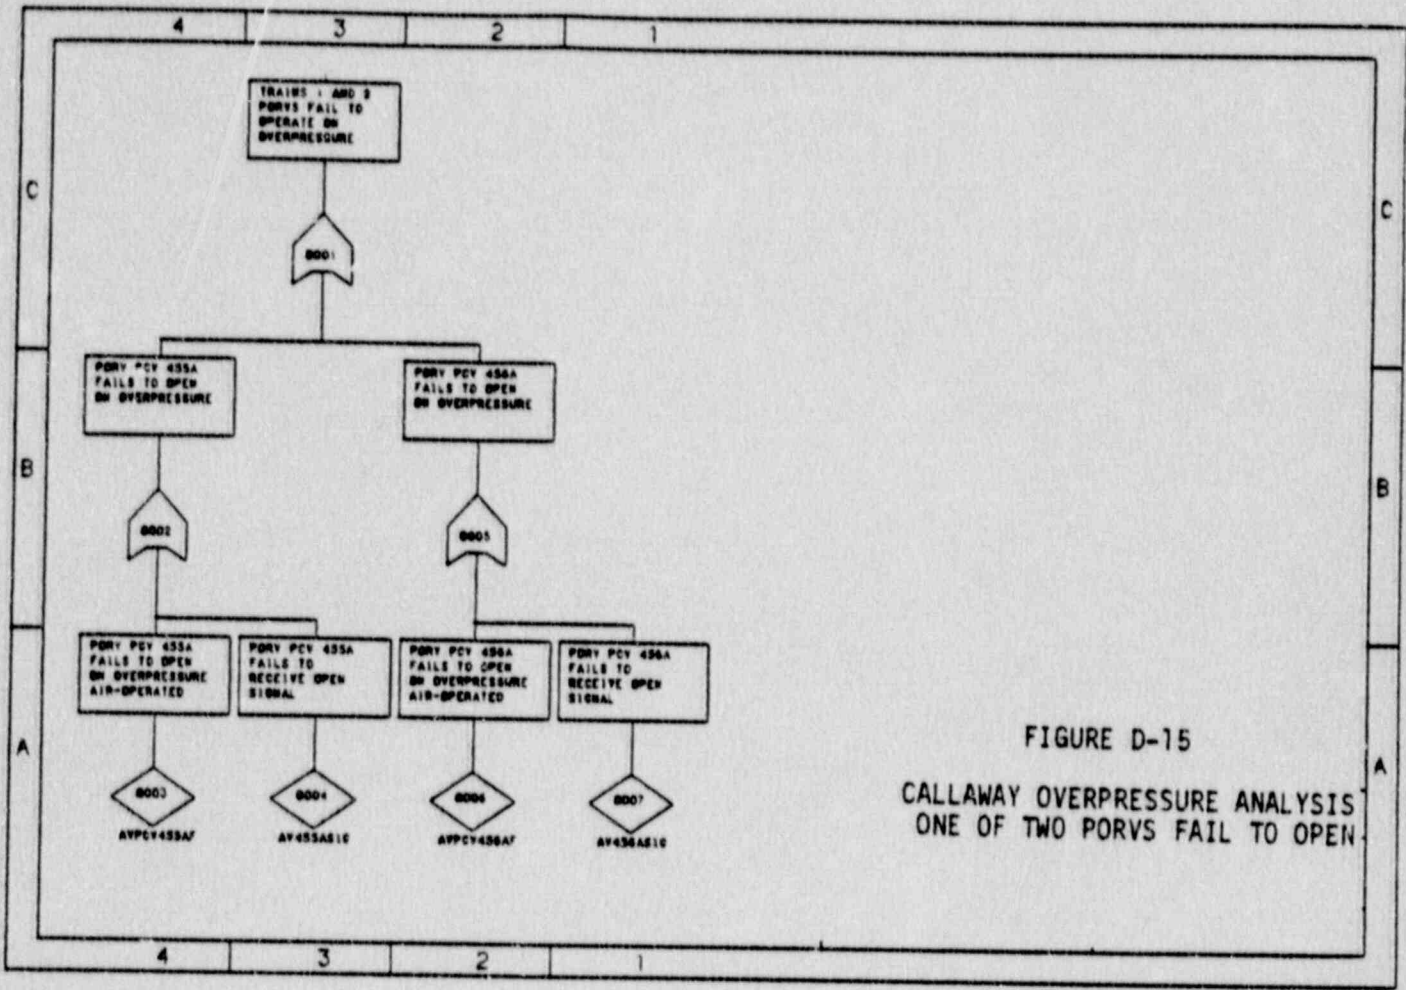 4 3 2 1
TRAINS 1 AND 2
PORVS FAIL TO
OPERATE ON
OVERPRESSURE
C
C
0001
PORV PCV 455A
FAILS TO OPEN
ON OVERPRESSURE
PORV PCV 456A
FAILS TO OPEN
ON OVERPRESSURE
B
B
0002
0005
PORV PCV 455A
FAILS TO OPEN
ON OVERPRESSURE
AIR-OPERATED
PORV PCV 455A
FAILS TO
RECEIVE OPEN
SIGNAL
PORV PCV 456A
FAILS TO OPEN
ON OVERPRESSURE
AIR-OPERATED
PORV PCV 456A
FAILS TO
RECEIVE OPEN
SIGNAL
A
A
0003
0004
0006
0007
AVPCV455AF
AV455ASIG
AVPCV456AF
AV456ASIG
FIGURE D-15
CALLAWAY OVERPRESSURE ANALYSIS
ONE OF TWO PORVS FAIL TO OPEN
4 3 2 1